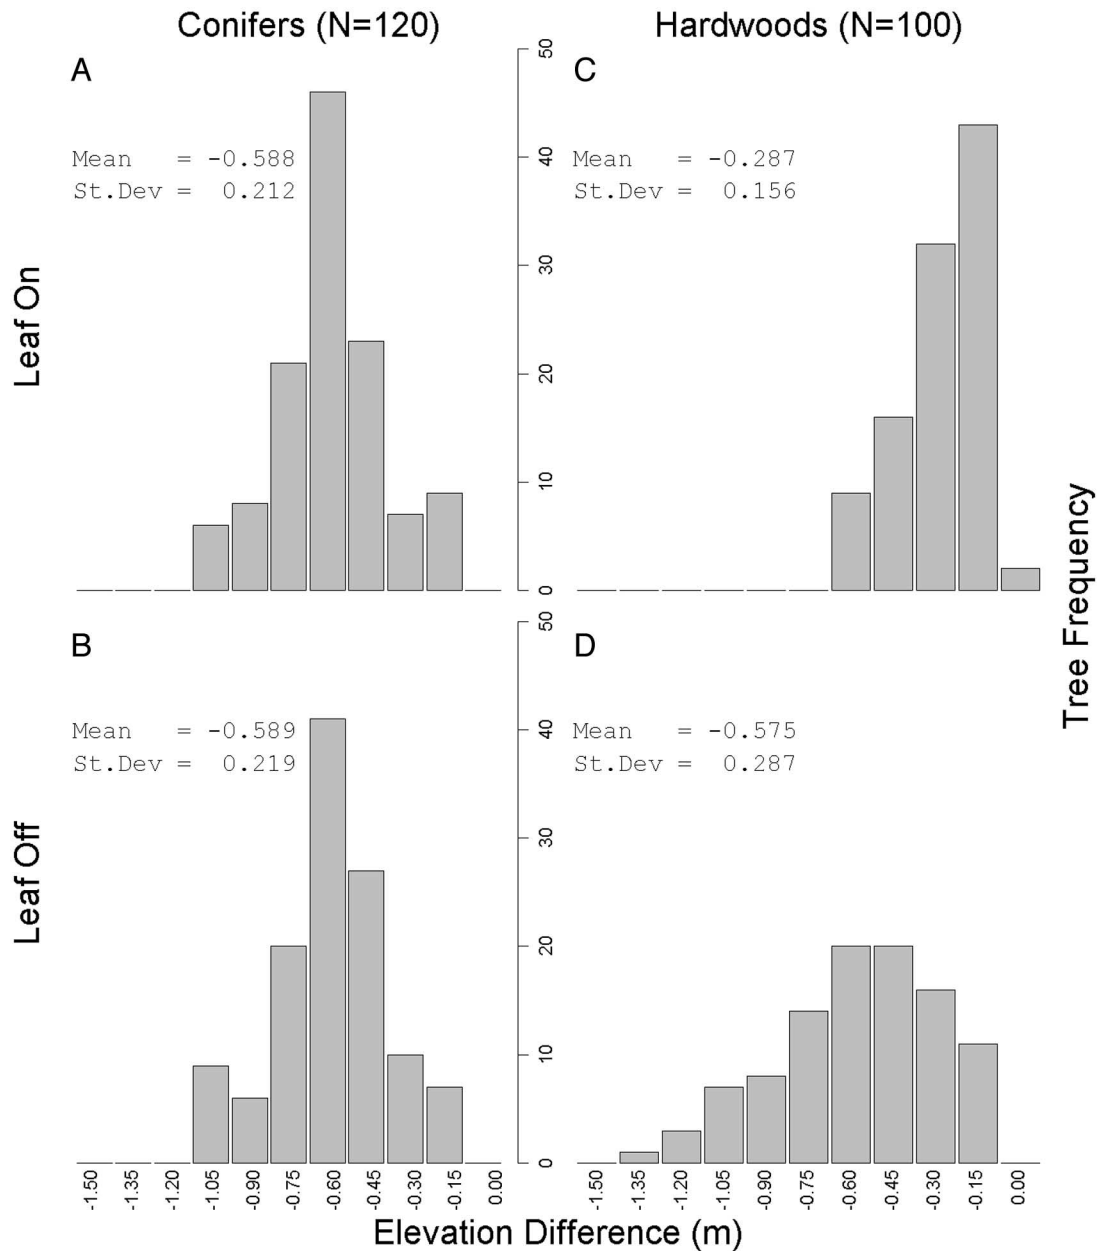 Conifers (N=120)
Hardwoods (N=100)
A
Mean = -0.588
St.Dev = 0.212
50
40
30
20
10
0
C
Mean = -0.287
St.Dev = 0.156
Leaf On
B
Mean = -0.589
St.Dev = 0.219
50
40
30
20
10
0
D
Mean = -0.575
St.Dev = 0.287
Leaf Off
Tree Frequency
-1.50 -1.35 -1.20 -1.05 -0.90 -0.75 -0.60 -0.45 -0.30 -0.15 0.00
-1.50 -1.35 -1.20 -1.05 -0.90 -0.75 -0.60 -0.45 -0.30 -0.15 0.00
Elevation Difference (m)